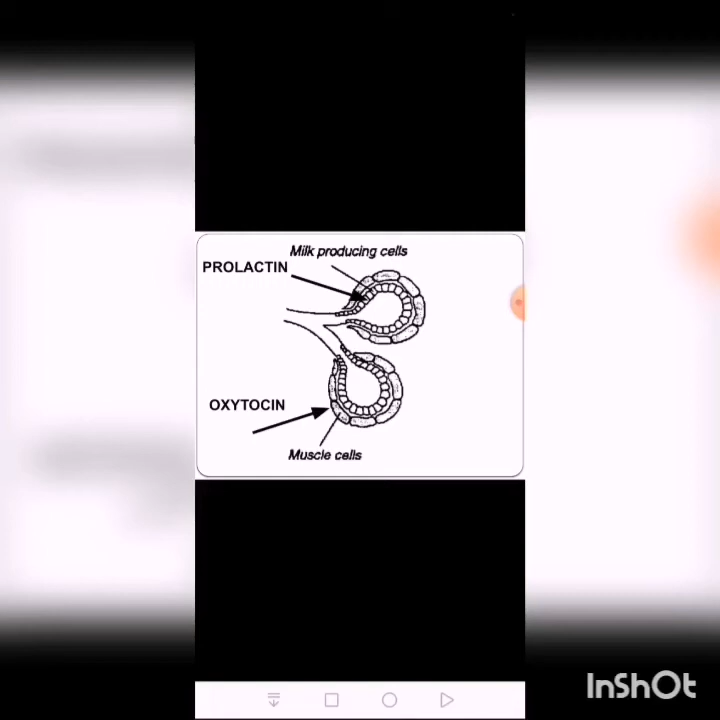 Milk producing cells
PROLACTIN
OXYTOCIN
Muscle cells
InShOt